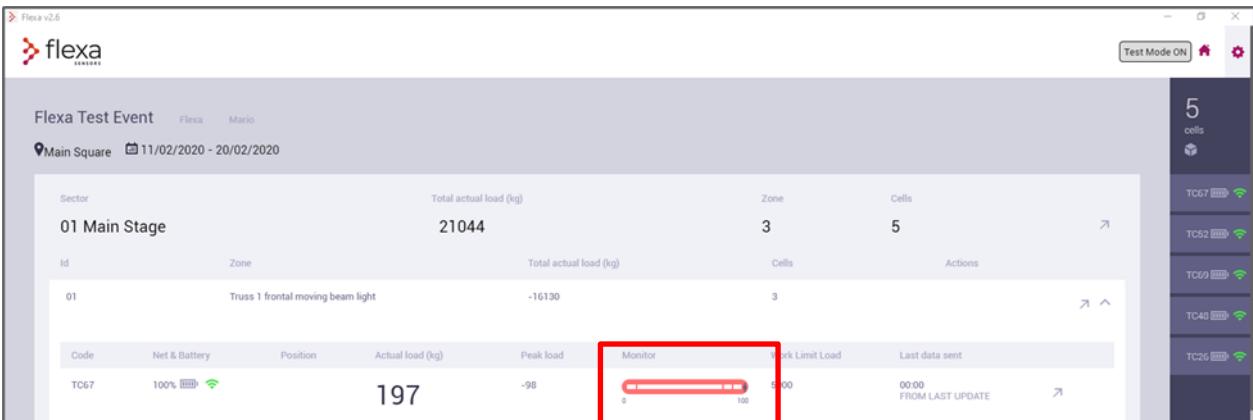 Flexa v2.6
flexa
SENSORS
Test Mode ON
Flexa Test Event Flexa Mario
Main Square 11/02/2020 - 20/02/2020
5
cells
Sector Total actual load (kg) Zone Cells
01 Main Stage 21044 3 5
Id Zone Total actual load (kg) Cells Actions
01 Truss 1 frontal moving beam light -16130 3
Code Net & Battery Position Actual load (kg) Peak load Monitor Work Limit Load Last data sent
TC67 100% 197 -98 0 100 5000 00:00
FROM LAST UPDATE
TC67
TC52
TC69
TC48
TC26